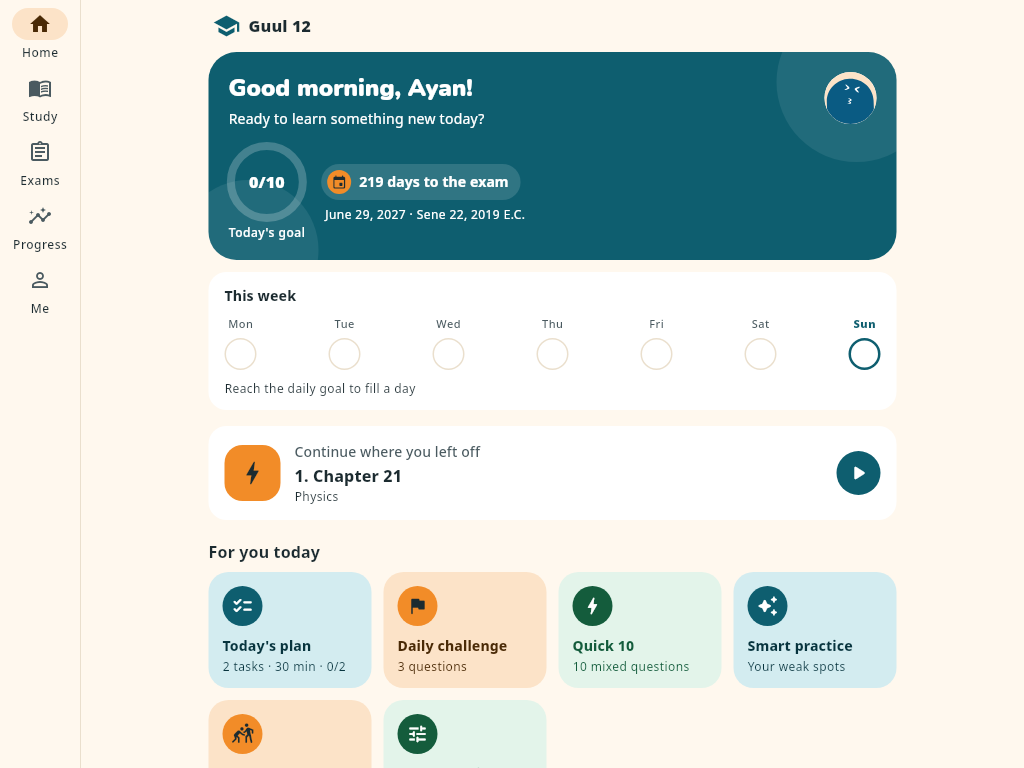 Guul 12
Home
Study
Exams
Progress
Me
Good morning, Ayan!
Ready to learn something new today?
0/10
Today's goal
219 days to the exam
June 29, 2027 · Sene 22, 2019 E.C.
This week
Mon Tue Wed Thu Fri Sat Sun
Reach the daily goal to fill a day
Continue where you left off
1. Chapter 21
Physics
For you today
Today's plan
2 tasks · 30 min · 0/2
Daily challenge
3 questions
Quick 10
10 mixed questions
Smart practice
Your weak spots